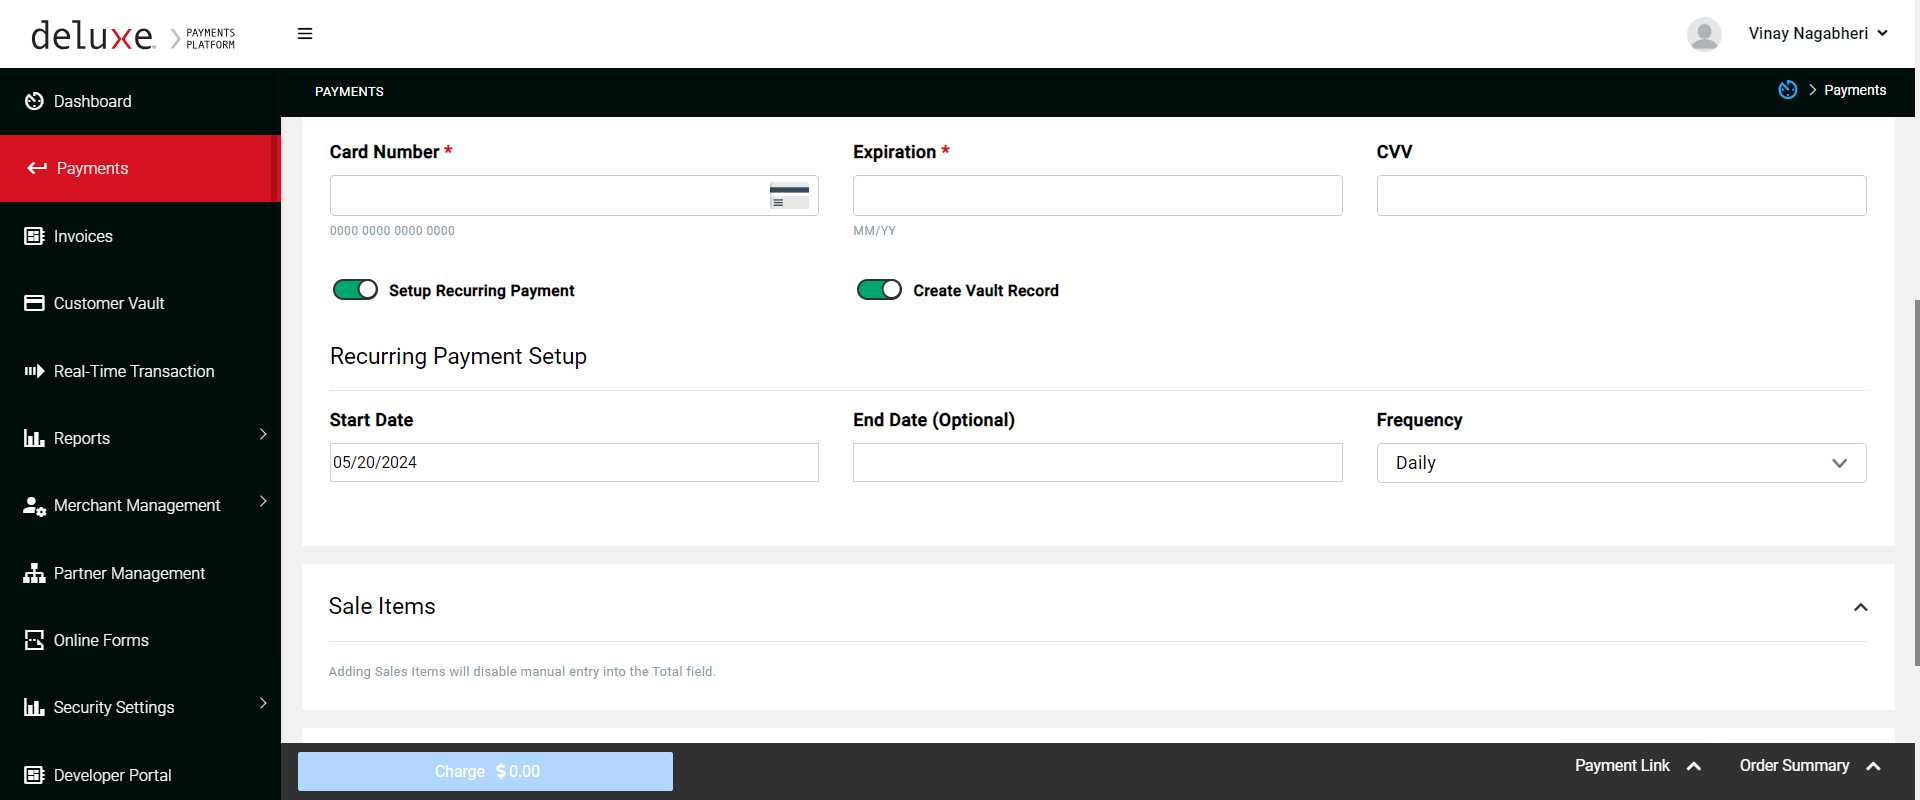 deluxe. PAYMENTS PLATFORM
Vinay Nagabheri
Dashboard
Payments
Invoices
Customer Vault
Real-Time Transaction
Reports
Merchant Management
Partner Management
Online Forms
Security Settings
Developer Portal
PAYMENTS
Payments
Card Number *
Expiration *
CVV
0000 0000 0000 0000
MM/YY
Setup Recurring Payment
Create Vault Record
Recurring Payment Setup
Start Date
End Date (Optional)
Frequency
05/20/2024
Daily
Sale Items
Adding Sales Items will disable manual entry into the Total field.
Charge $ 0.00
Payment Link
Order Summary